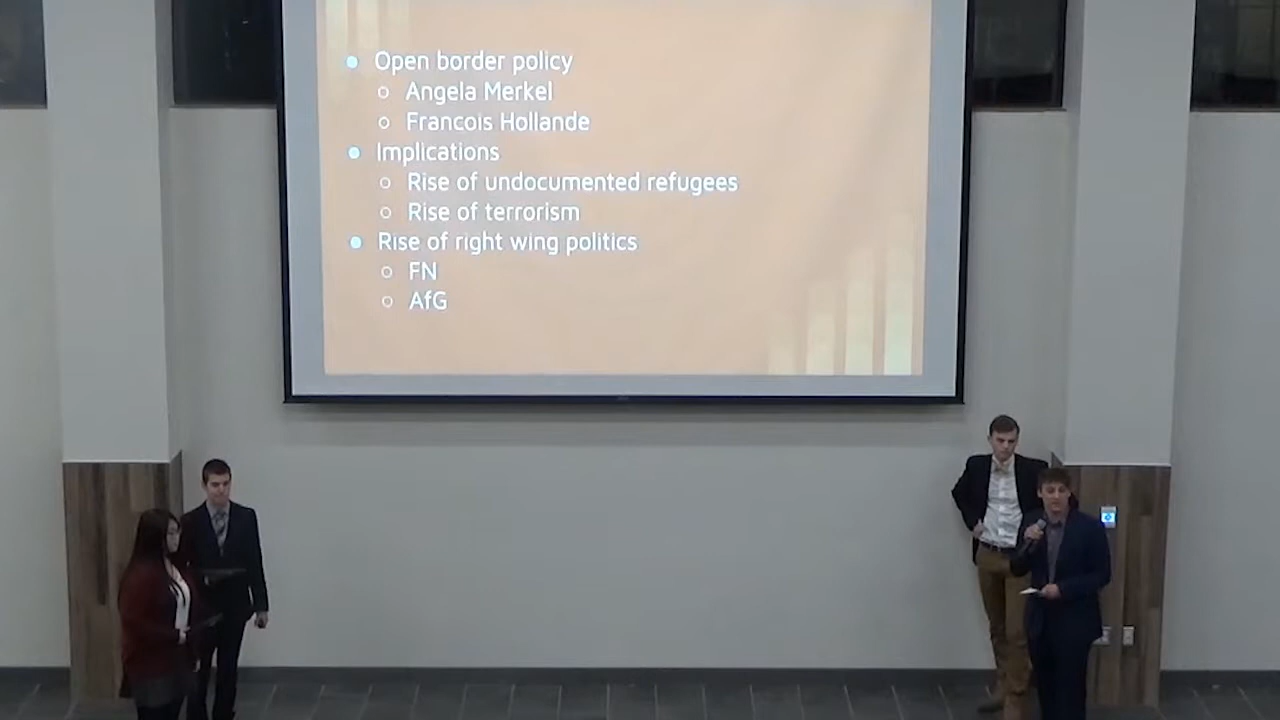 Open border policy
Angela Merkel
Francois Hollande
Implications
Rise of undocumented refugees
Rise of terrorism
Rise of right wing politics
FN
AfG